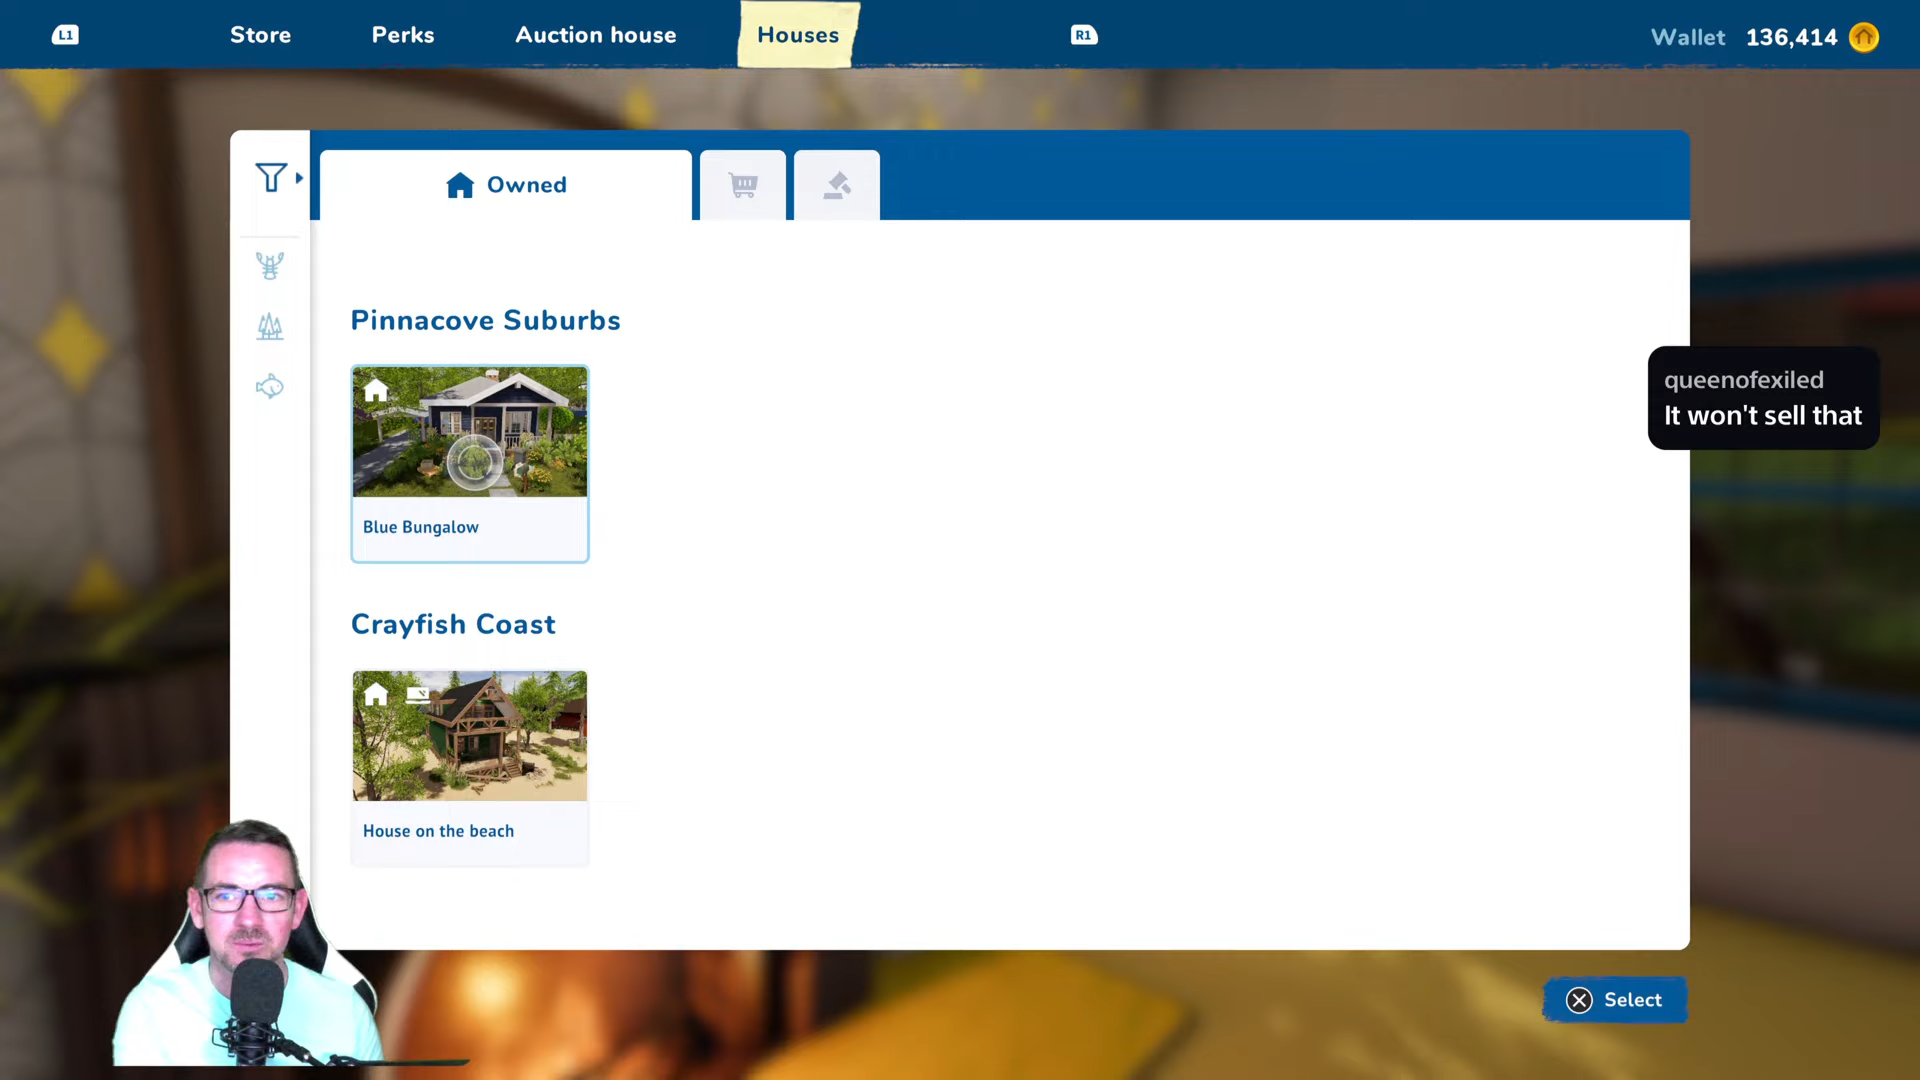 L1
Store
Perks
Auction house
Houses
R1
Wallet 136,414
Owned
Pinnacove Suburbs
Blue Bungalow
Crayfish Coast
House on the beach
queenofexiled
It won't sell that
Select